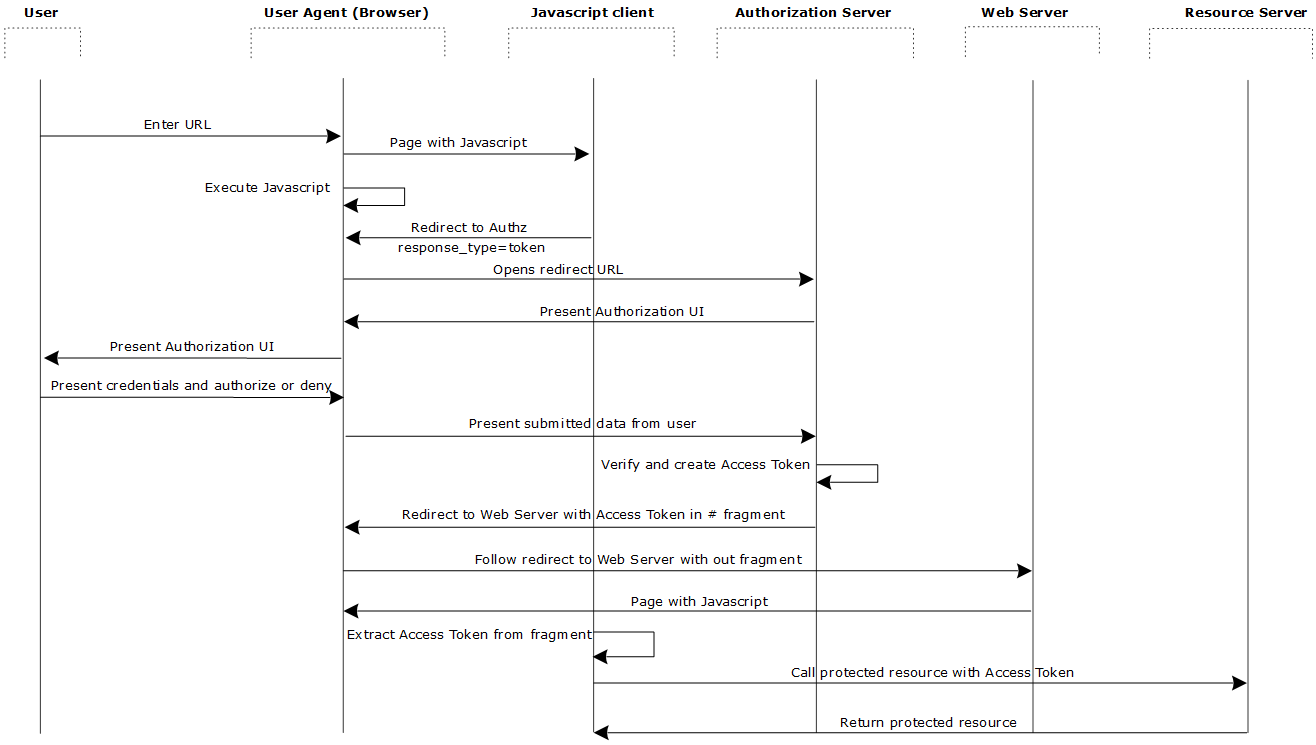 User
User Agent (Browser)
Javascript client
Authorization Server
Web Server
Resource Server
Enter URL
Page with Javascript
Execute Javascript
Redirect to Authz
response_type=token
Opens redirect URL
Present Authorization UI
Present Authorization UI
Present credentials and authorize or deny
Present submitted data from user
Verify and create Access Token
Redirect to Web Server with Access Token in # fragment
Follow redirect to Web Server with out fragment
Page with Javascript
Extract Access Token from fragment
Call protected resource with Access Token
Return protected resource